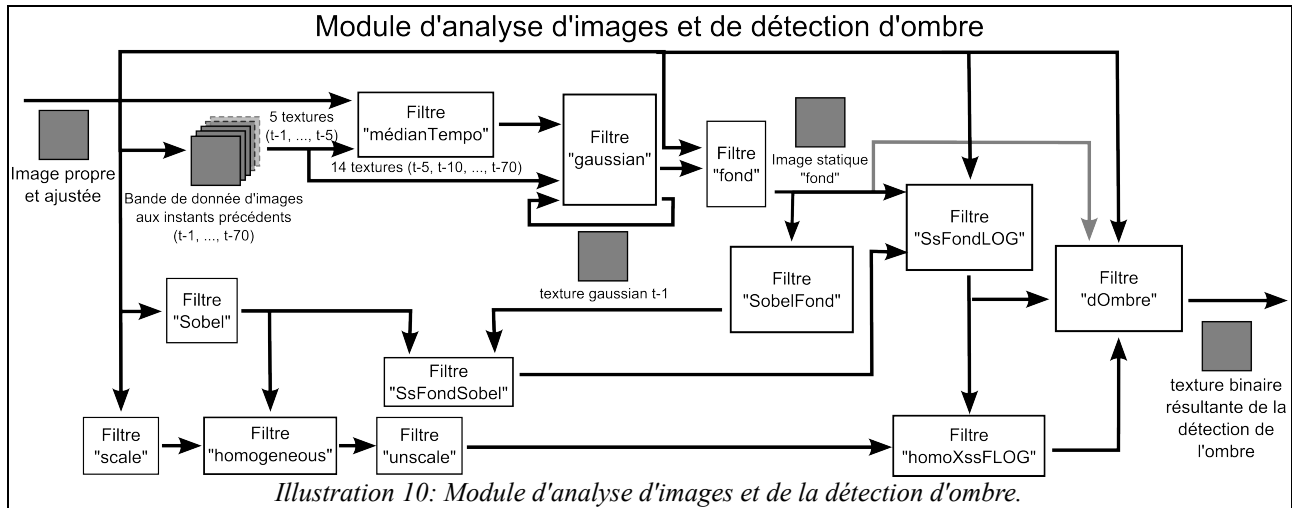 Module d'analyse d'images et de détection d'ombre
Image propre
et ajustée
5 textures
(t-1, ..., t-5)
Bande de donnée d'images
aux instants précédents
(t-1, ..., t-70)
Filtre
"médianTempo"
14 textures (t-5, t-10, ..., t-70)
Filtre
"gaussian"
texture gaussian t-1
Filtre
"fond"
Image statique
"fond"
Filtre
"SsFondLOG"
Filtre
"SobelFond"
Filtre
"dOmbre"
Filtre
"Sobel"
Filtre
"SsFondSobel"
texture binaire
résultante de la
détection de
l'ombre
Filtre
"scale"
Filtre
"homogeneous"
Filtre
"unscale"
Filtre
"homoXssFLOG"
Illustration 10: Module d'analyse d'images et de la détection d'ombre.